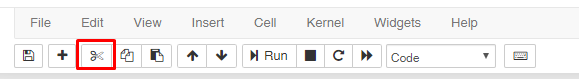 File Edit View Insert Cell Kernel Widgets Help
Run Code